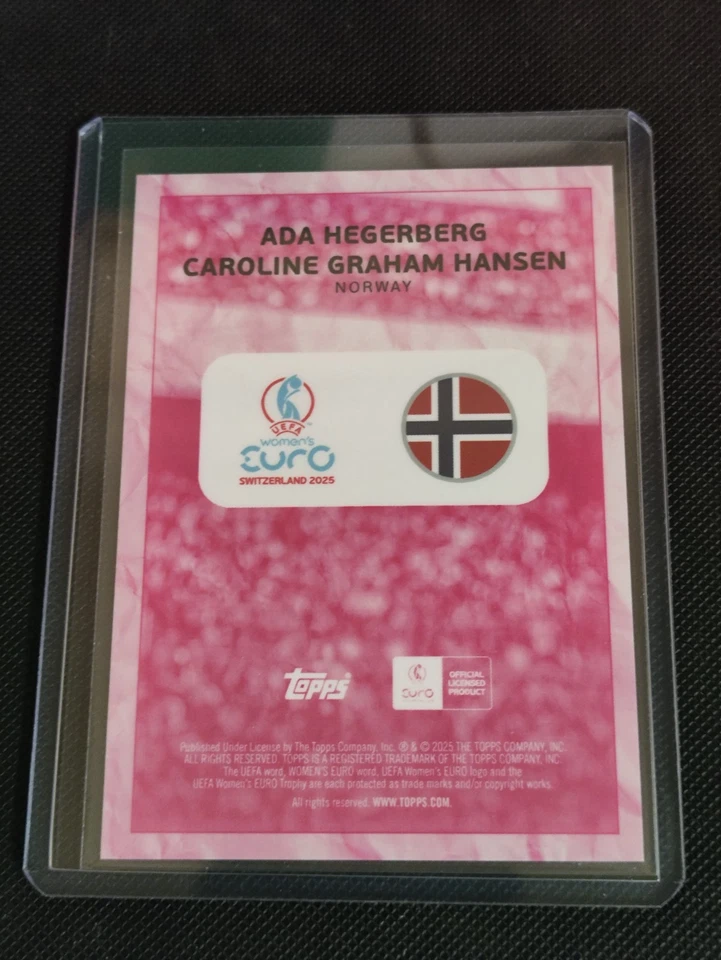 ADA HEGERBERG
CAROLINE GRAHAM HANSEN
NORWAY
UEFA
women's
EURO
SWITZERLAND 2025
topps
EURO
OFFICIAL
LICENSED
PRODUCT
Published Under License by The Topps Company, Inc. ® & © 2025 THE TOPPS COMPANY, INC.
ALL RIGHTS RESERVED. TOPPS IS A REGISTERED TRADEMARK OF THE TOPPS COMPANY, INC.
The UEFA word, WOMEN'S EURO word, UEFA Women's EURO logo and the
UEFA Women's EURO Trophy are each protected as trade marks and/or copyright works.
All rights reserved. WWW.TOPPS.COM.